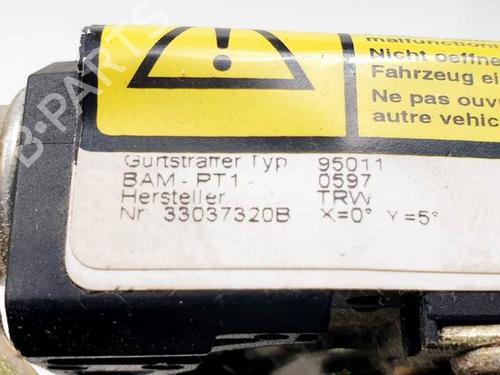 malfunction
Nicht oeffne
Fahrzeug ei
Ne pas ouv
autre vehic
Gurtstraffer Typ 95011
BAM-PT1 - 0597
Hersteller TRW
Nr 33037320B X=0° Y=5°
B-PARTS